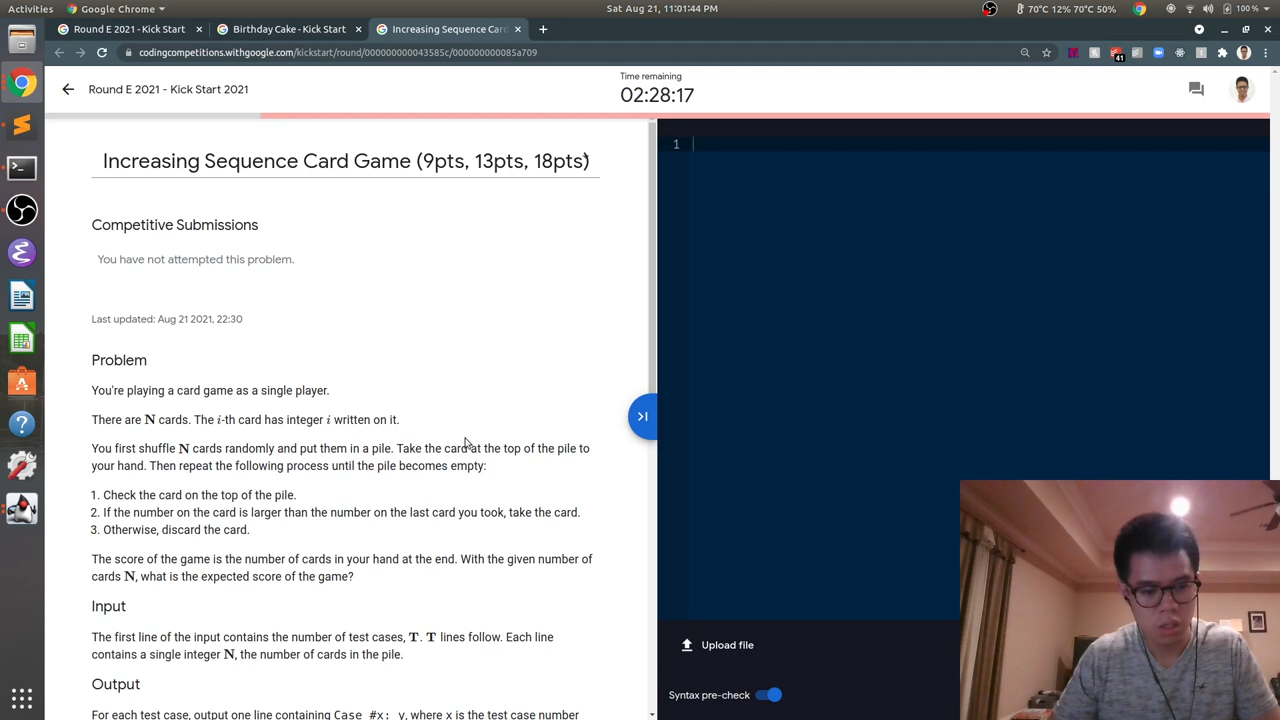 Activities
Google Chrome
Sat Aug 21, 11:01:44 PM
70°C 12% 70% 50%
100 %
Round E 2021 - Kick Start
Birthday Cake - Kick Start
Increasing Sequence Card
codingcompetitions.withgoogle.com/kickstart/round/000000000043585c/000000000085a709
41
Round E 2021 - Kick Start 2021
Time remaining
02:28:17
Increasing Sequence Card Game (9pts, 13pts, 18pts)
1
Competitive Submissions
You have not attempted this problem.
Last updated: Aug 21 2021, 22:30
Problem
You're playing a card game as a single player.
There are N cards. The i-th card has integer i written on it.
You first shuffle N cards randomly and put them in a pile. Take the card at the top of the pile to
your hand. Then repeat the following process until the pile becomes empty:
1. Check the card on the top of the pile.
2. If the number on the card is larger than the number on the last card you took, take the card.
3. Otherwise, discard the card.
The score of the game is the number of cards in your hand at the end. With the given number of
cards N, what is the expected score of the game?
Input
The first line of the input contains the number of test cases, T. T lines follow. Each line
contains a single integer N, the number of cards in the pile.
Output
For each test case, output one line containing Case #x: y, where x is the test case number
Upload file
Syntax pre-check